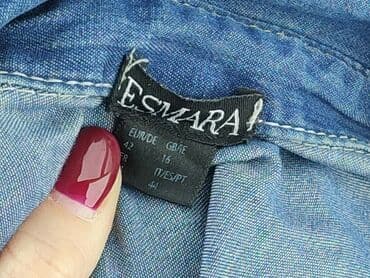 ESMARA
EUR/DE GB/IE
42 16
IT/ES/PT
44